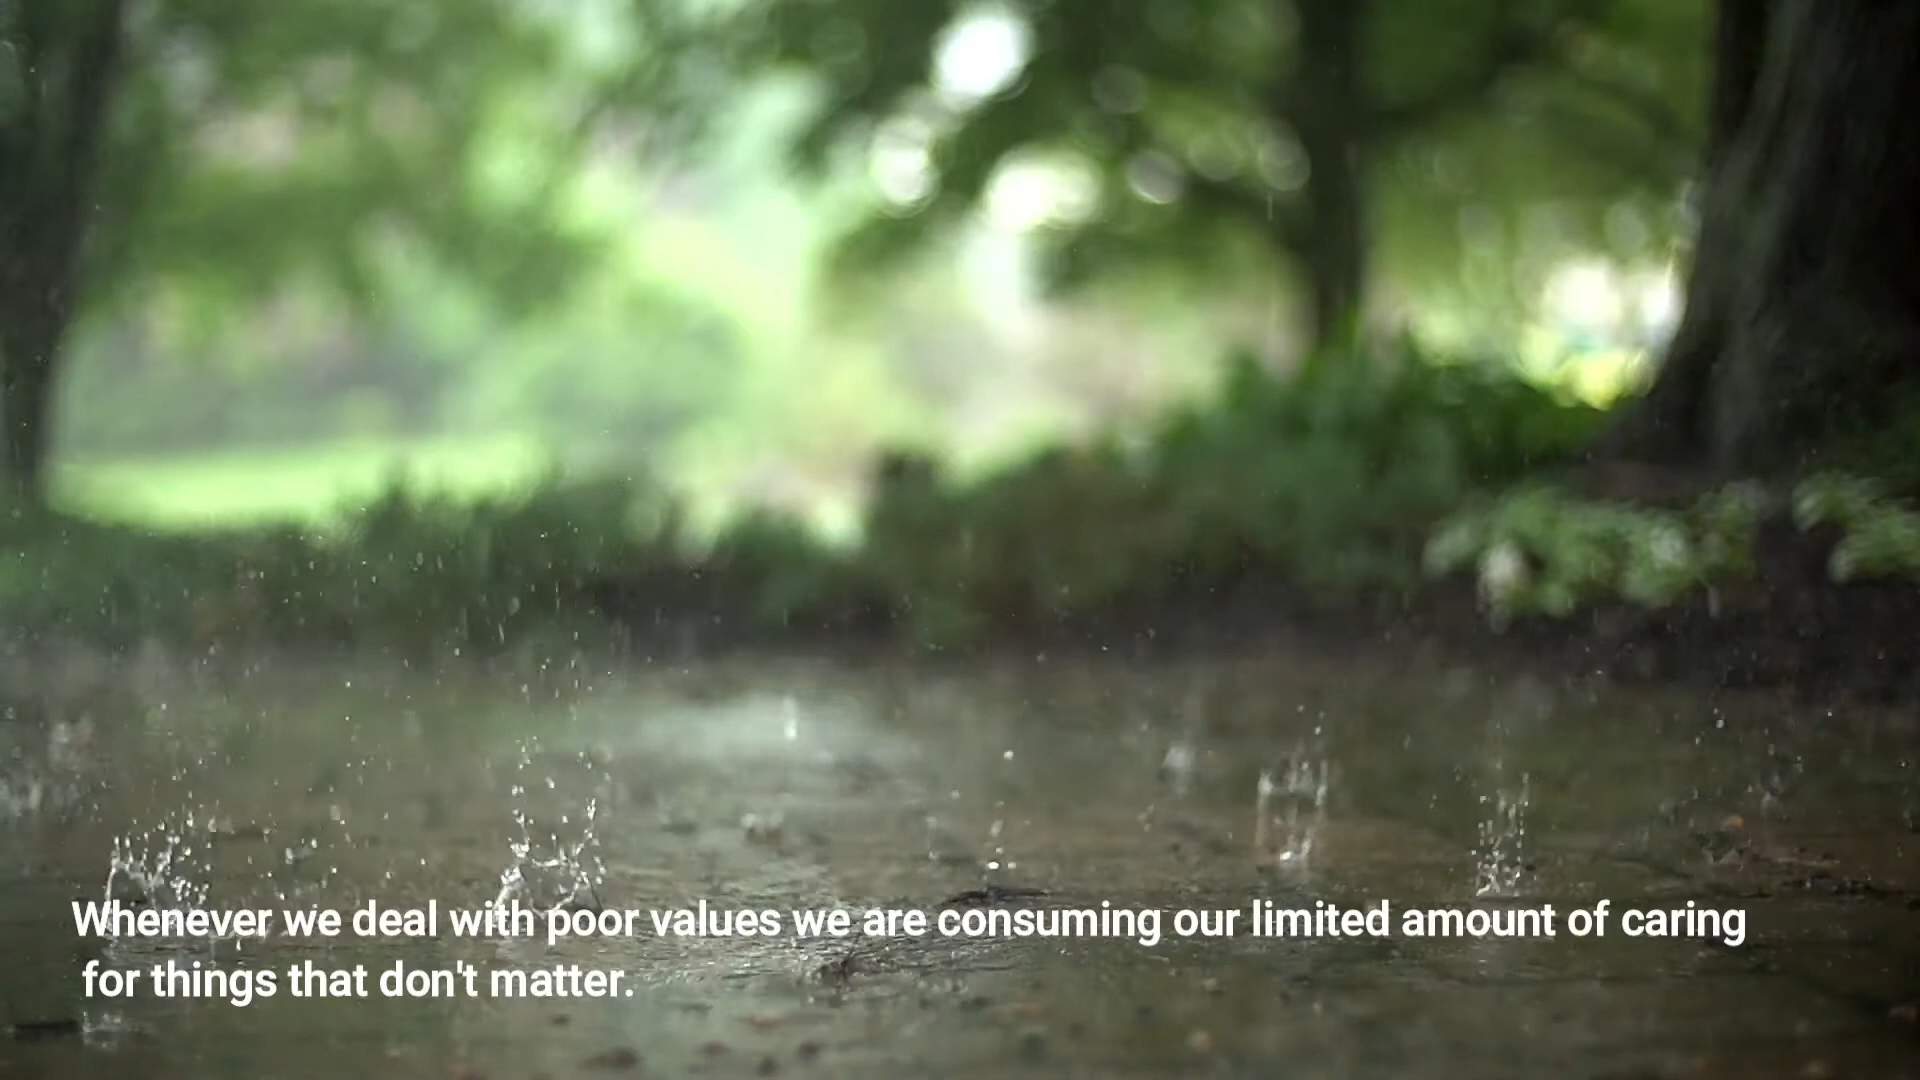 Whenever we deal with poor values we are consuming our limited amount of caring
for things that don't matter.